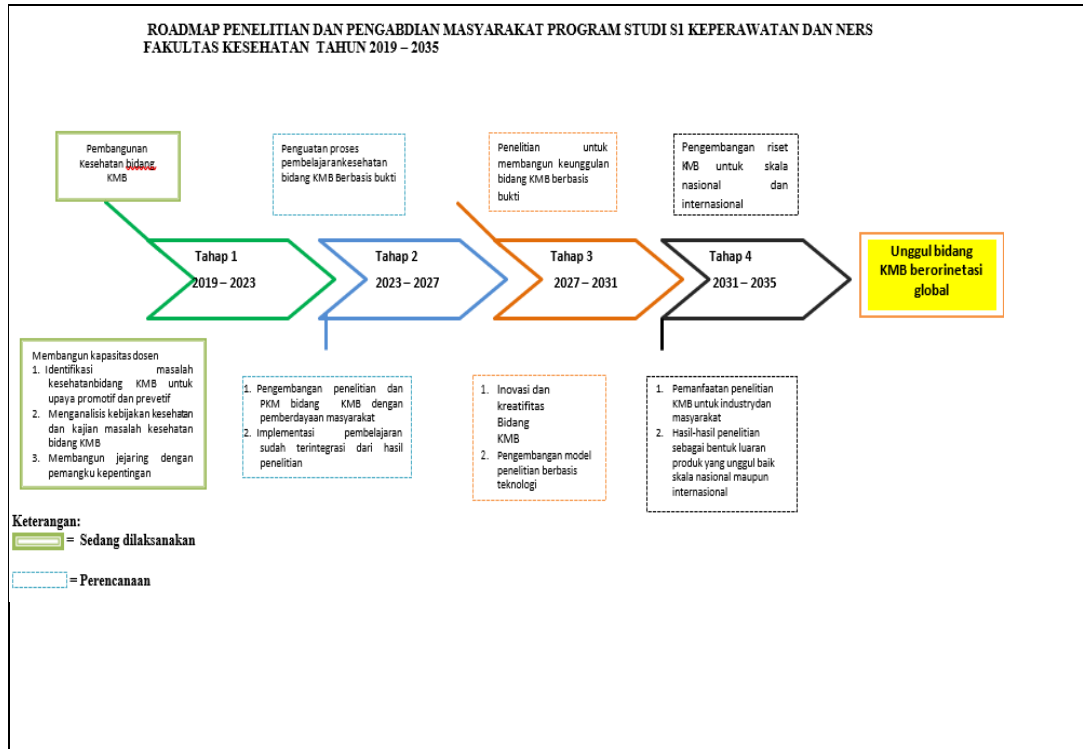 ROADMAP PENELITIAN DAN PENGABDIAN MASYARAKAT PROGRAM STUDI S1 KEPERAWATAN DAN NERS
FAKULTAS KESEHATAN TAHUN 2019 – 2035
Pembangunan
Kesehatan bidang
KMB
Penguatan proses
pembelajarankesehatan
bidang KMB Berbasis bukti
Penelitian untuk
membangun keunggulan
bidang KMB berbasis
bukti
Pengembangan riset
KMB untuk skala
nasional dan
internasional
Tahap 1
2019 – 2023
Tahap 2
2023 – 2027
Tahap 3
2027 – 2031
Tahap 4
2031 – 2035
Unggul bidang
KMB berorinetasi
global
Membangun kapasitas dosen
1. Identifikasi masalah
kesehatanbidang KMB untuk
upaya promotif dan prevetif
2. Menganalisis kebijakan kesehatan
dan kajian masalah kesehatan
bidang KMB
3. Membangun jejaring dengan
pemangku kepentingan
1. Pengembangan penelitian dan
PKM bidang KMB dengan
pemberdayaan masyarakat
2. Implementasi pembelajaran
sudah terintegrasi dari hasil
penelitian
1. Inovasi dan
kreatifitas
Bidang
KMB
2. Pengembangan model
penelitian berbasis
teknologi
1. Pemanfaatan penelitian
KMB untuk industrydan
masyarakat
2. Hasil-hasil penelitian
sebagai bentuk luaran
produk yang unggul baik
skala nasional maupun
internasional
Keterangan:
= Sedang dilaksanakan
= Perencanaan